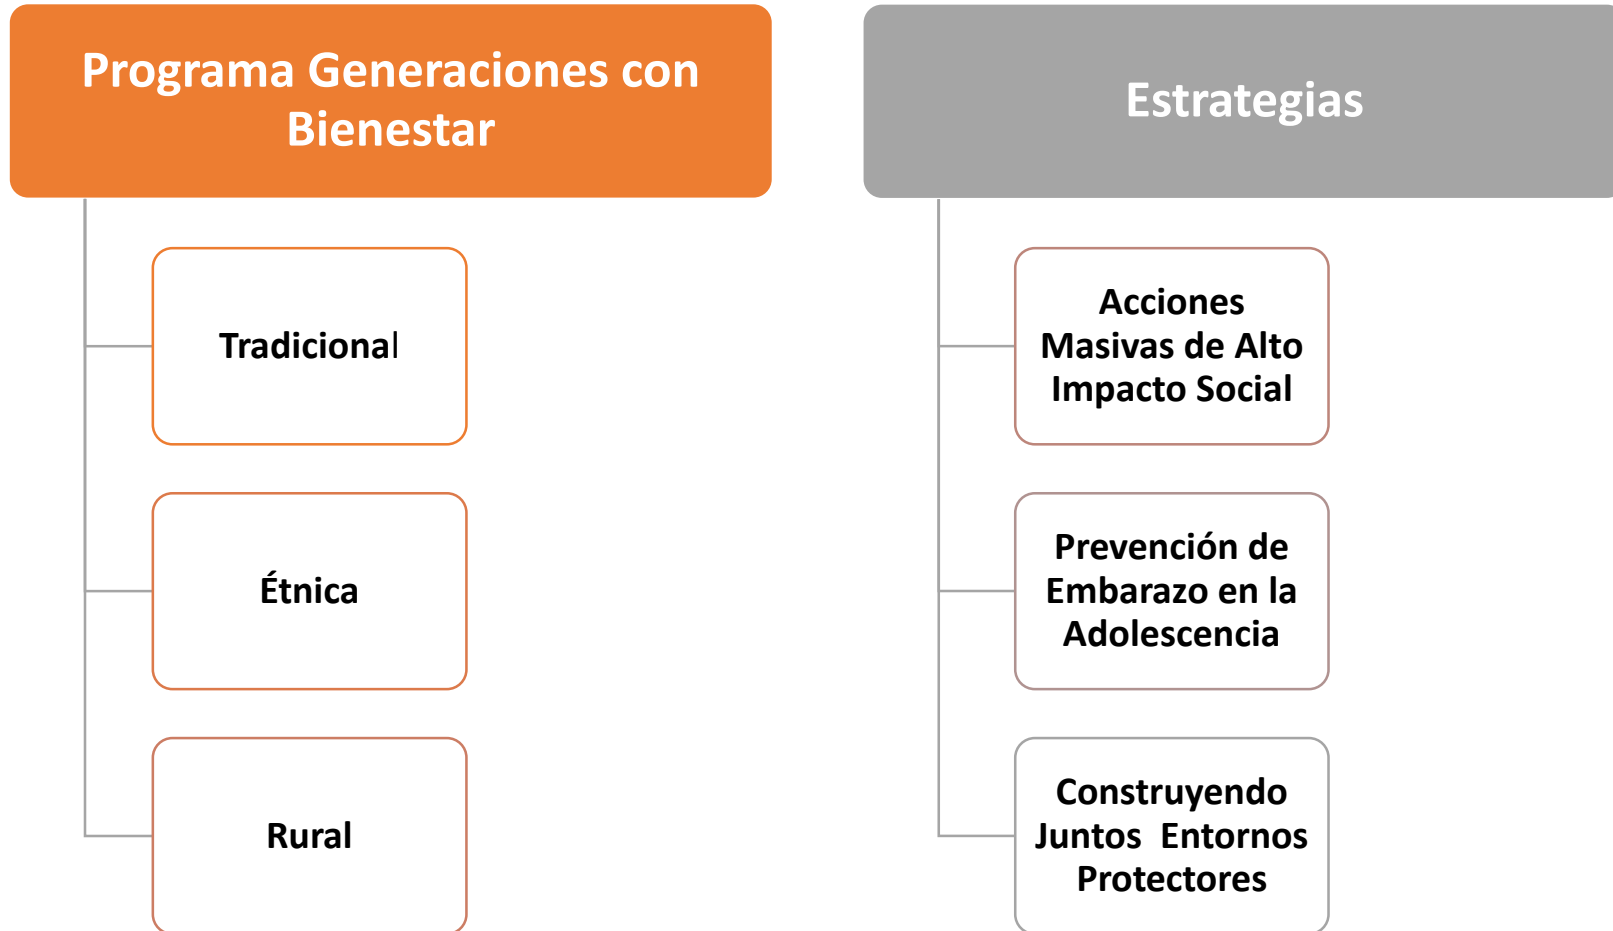 Programa Generaciones con
Bienestar
Tradicional
Étnica
Rural
Estrategias
Acciones
Masivas de Alto
Impacto Social
Prevención de
Embarazo en la
Adolescencia
Construyendo
Juntos  Entornos
Protectores